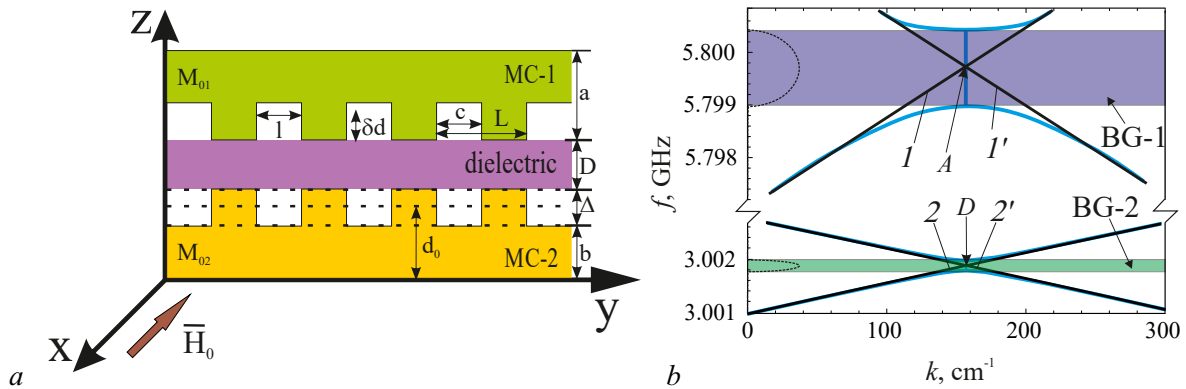 Z
M₀₁
MC-1
a
l
δd
c
L
dielectric
D
Δ
d₀
M₀₂
MC-2
b
y
X
H̅₀
a
f, GHz
5.800
5.799
5.798
3.002
3.001
1
A
1'
BG-1
2
D
2'
BG-2
0
100
200
300
k, cm⁻¹
b